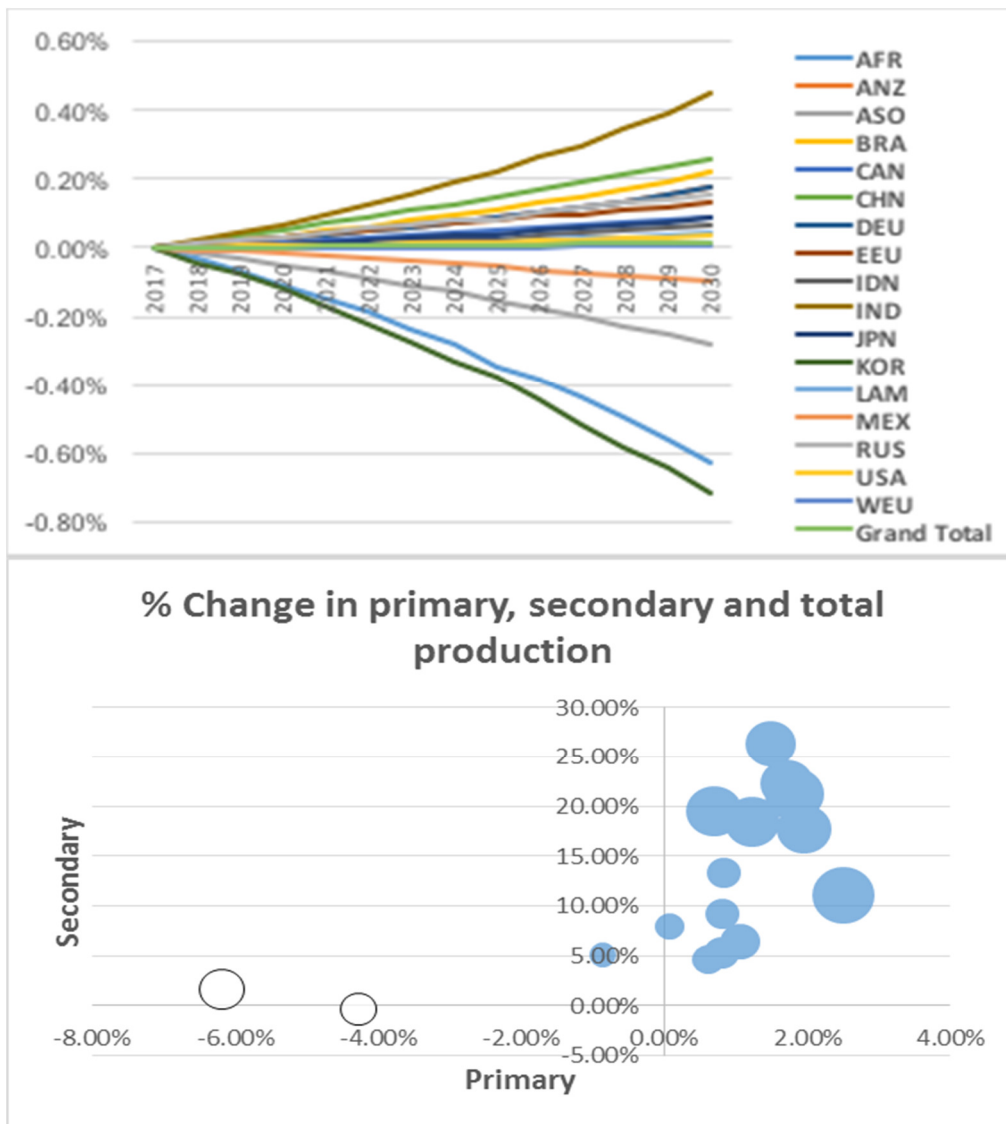 0.60%
0.40%
0.20%
0.00%
-0.20%
-0.40%
-0.60%
-0.80%
2017
2018
2019
2020
2021
2022
2023
2024
2025
2026
2027
2028
2029
2030
AFR
ANZ
ASO
BRA
CAN
CHN
DEU
EEU
IDN
IND
JPN
KOR
LAM
MEX
RUS
USA
WEU
Grand Total
% Change in primary, secondary and total
production
30.00%
25.00%
20.00%
15.00%
10.00%
5.00%
0.00%
-5.00%
Secondary
-8.00%
-6.00%
-4.00%
-2.00%
0.00%
2.00%
4.00%
Primary